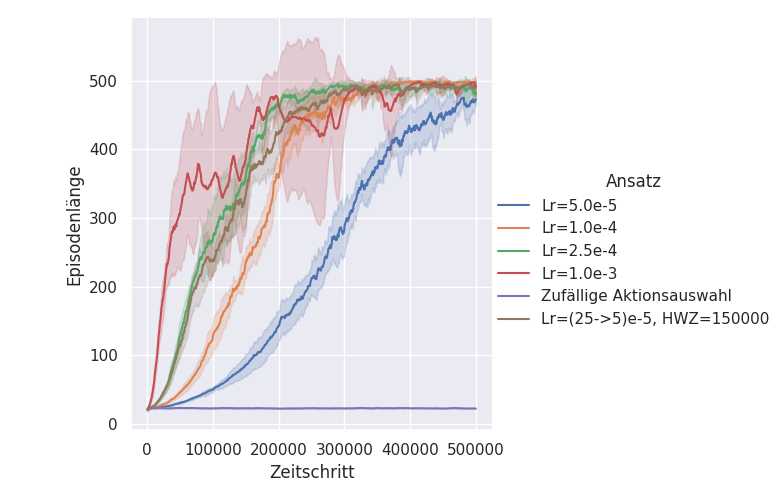 500
400
300
200
100
0
Episodenlänge
0
100000
200000
300000
400000
500000
Zeitschritt
Ansatz
Lr=5.0e-5
Lr=1.0e-4
Lr=2.5e-4
Lr=1.0e-3
Zufällige Aktionsauswahl
Lr=(25->5)e-5, HWZ=150000